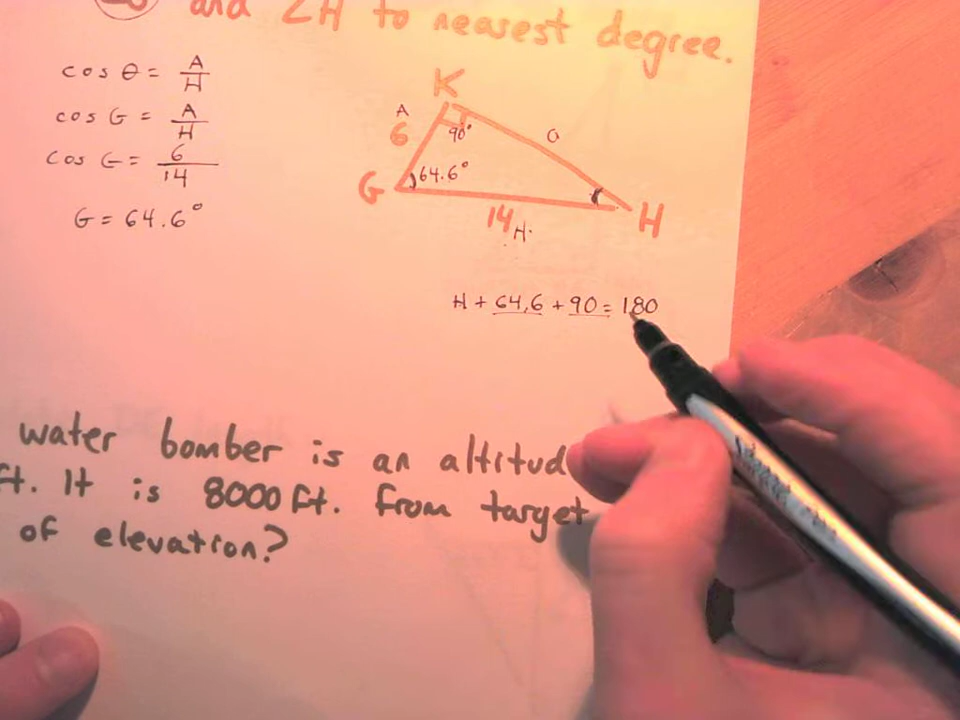 and ∠H to nearest degree.
cos θ = A/H
cos G = A/H
cos G = 6/14
G = 64.6°
K
A
6
90°
O
G
64.6°
14
H.
H
H + 64.6 + 90 = 180
water bomber is an altitud
ft. It is 8000 ft. from target
of elevation?